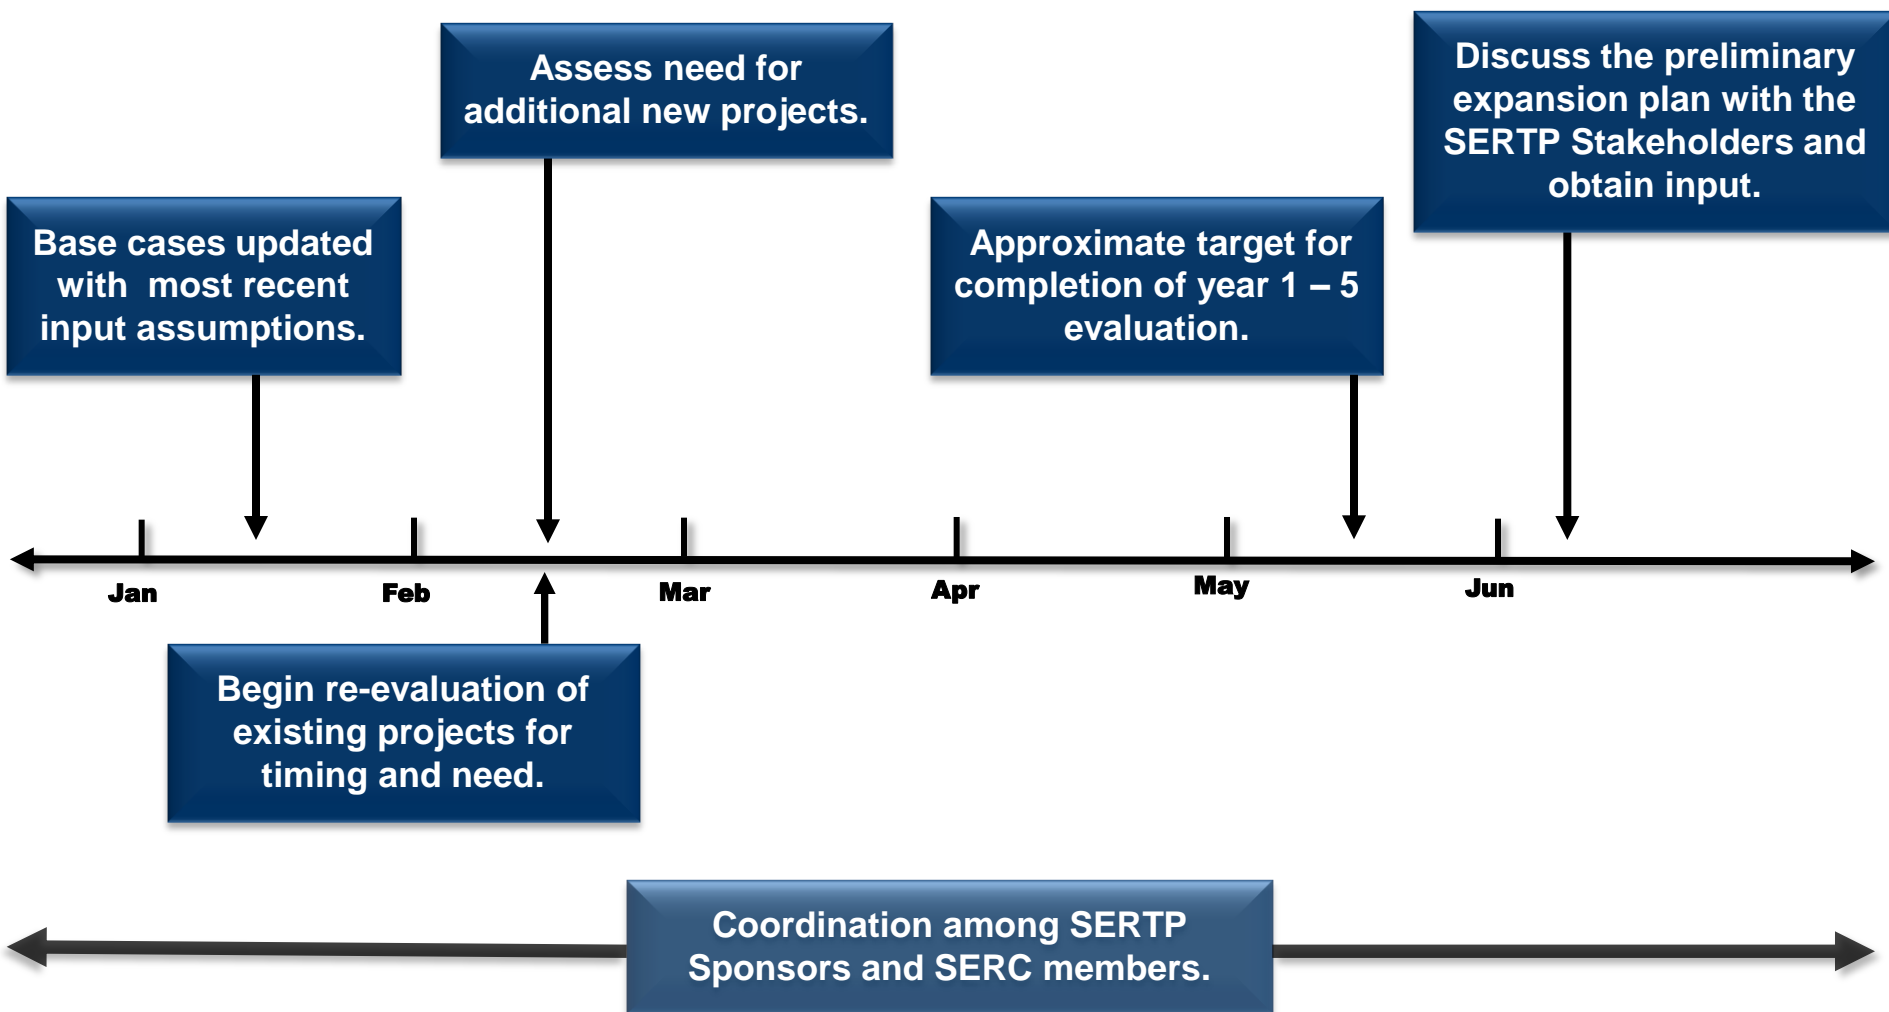 Assess need for
additional new projects.
Discuss the preliminary
expansion plan with the
SERTP Stakeholders and
obtain input.
Base cases updated
with  most recent
input assumptions.
Approximate target for
completion of year 1 – 5
evaluation.
Jan
Feb
Mar
Apr
May
Jun
Begin re-evaluation of
existing projects for
timing and need.
Coordination among SERTP
Sponsors and SERC members.